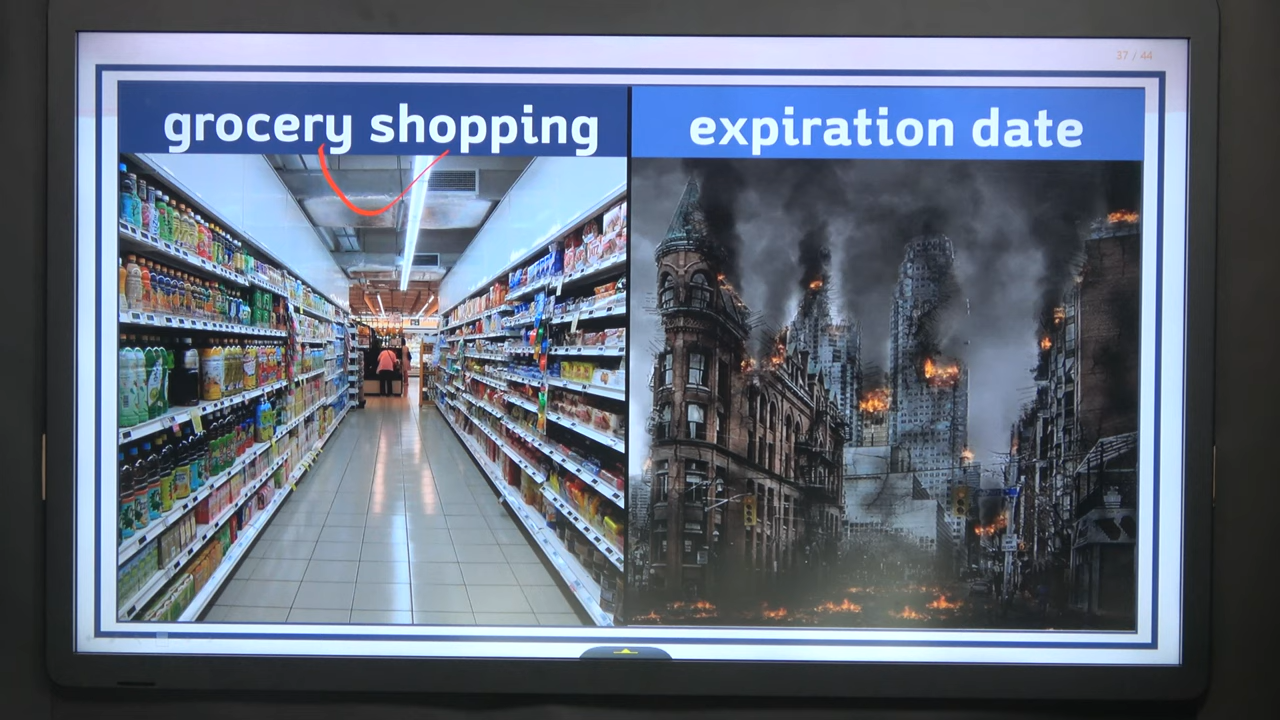 37 / 44
grocery shopping
expiration date